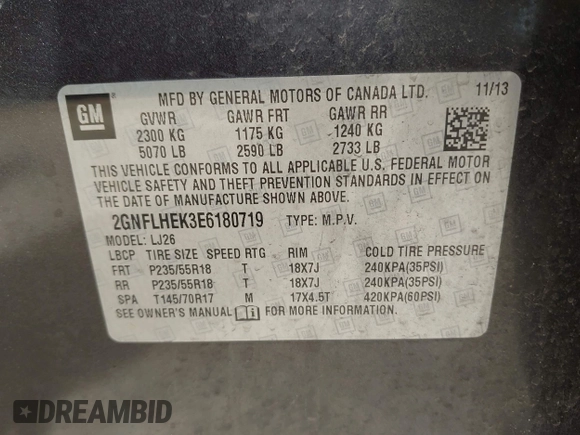 GM
MFD BY GENERAL MOTORS OF CANADA LTD. 11/13
GVWR GAWR FRT GAWR RR
2300 KG 1175 KG 1240 KG
5070 LB 2590 LB 2733 LB
THIS VEHICLE CONFORMS TO ALL APPLICABLE U.S. FEDERAL MOTOR
VEHICLE SAFETY AND THEFT PREVENTION STANDARDS IN EFFECT ON
THE DATE OF MANUFACTURE SHOWN ABOVE.
2GNFLHEK3E6180719 TYPE: M.P.V.
MODEL: LJ26
LBCP TIRE SIZE SPEED RTG RIM COLD TIRE PRESSURE
FRT P235/55R18 T 18X7J 240KPA(35PSI)
RR P235/55R18 T 18X7J 240KPA(35PSI)
SPA T145/70R17 M 17X4.5T 420KPA(60PSI)
SEE OWNER'S MANUAL FOR MORE INFORMATION.
DREAMBID